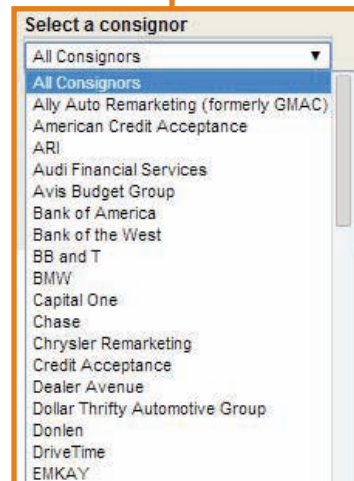 Select a consignor
All Consignors
All Consignors
Ally Auto Remarketing (formerly GMAC)
American Credit Acceptance
ARI
Audi Financial Services
Avis Budget Group
Bank of America
Bank of the West
BB and T
BMW
Capital One
Chase
Chrysler Remarketing
Credit Acceptance
Dealer Avenue
Dollar Thrifty Automotive Group
Donlen
DriveTime
EMKAY